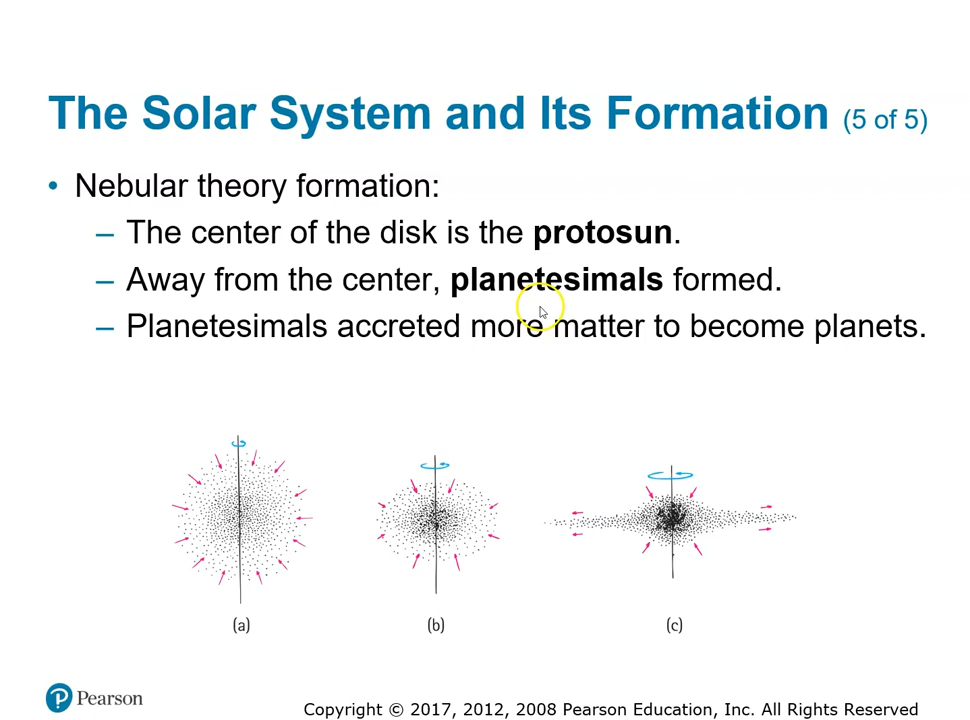 The Solar System and Its Formation (5 of 5)
• Nebular theory formation:
– The center of the disk is the protosun.
– Away from the center, planetesimals formed.
– Planetesimals accreted more matter to become planets.
(a) (b) (c)
P Pearson
Copyright © 2017, 2012, 2008 Pearson Education, Inc. All Rights Reserved